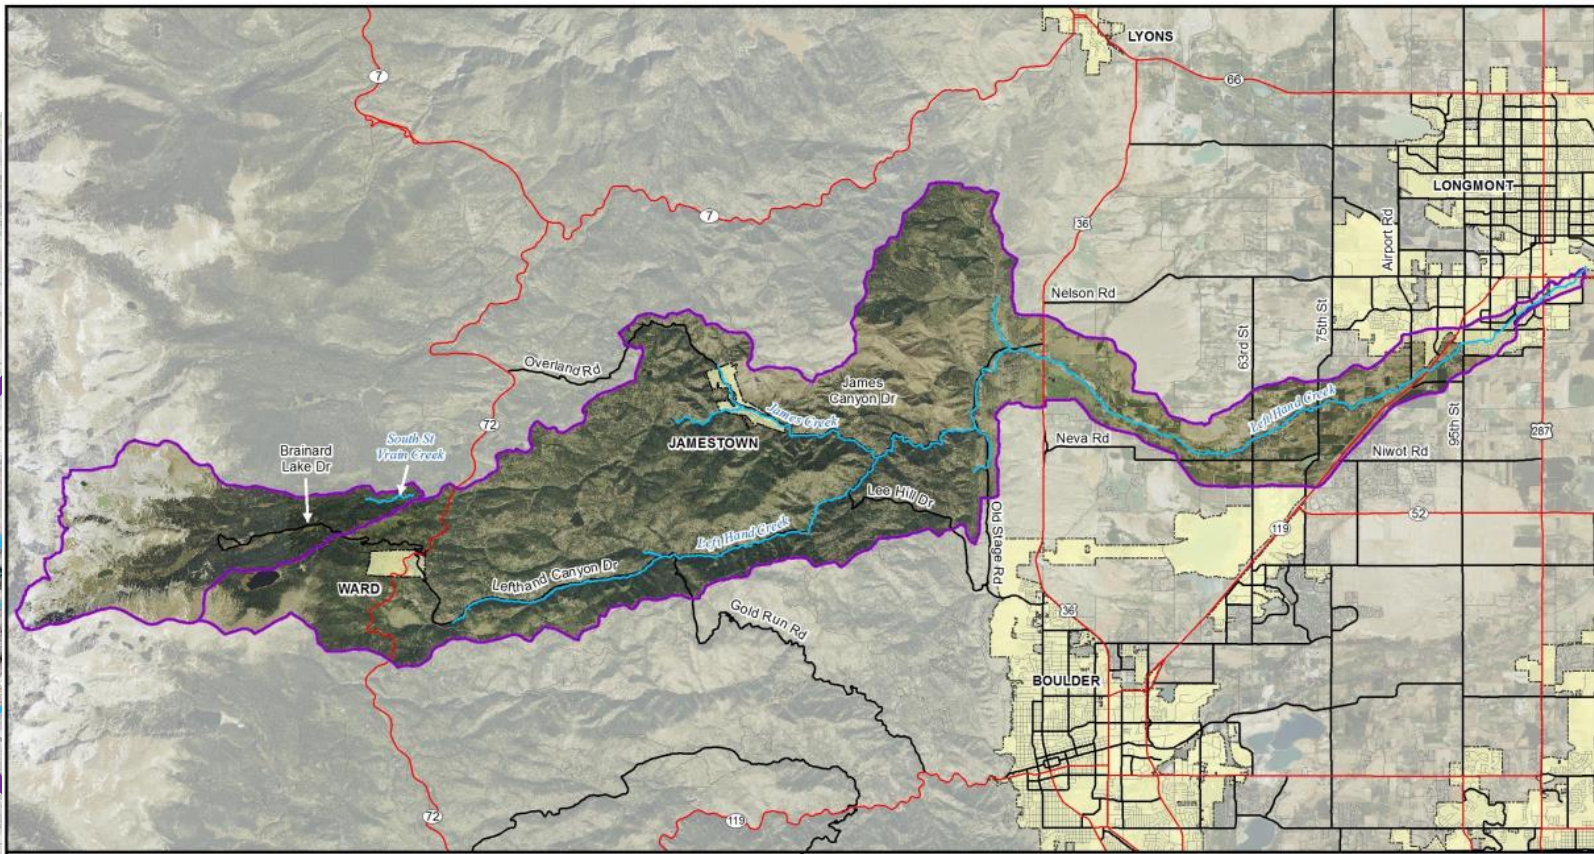 LYONS
7
66
LONGMONT
7
36
Airport Rd
Nelson Rd
75th St
63rd St
Overland Rd
James
Canyon Dr
Left Hand Creek
James Creek
72
95th St
287
South St
Vrain Creek
JAMESTOWN
Neva Rd
Niwot Rd
Brainard
Lake Dr
Lee Hill Dr
52
Left Hand Creek
Old Stage Rd
119
Lefthand Canyon Dr
WARD
36
Gold Run Rd
BOULDER
72
119